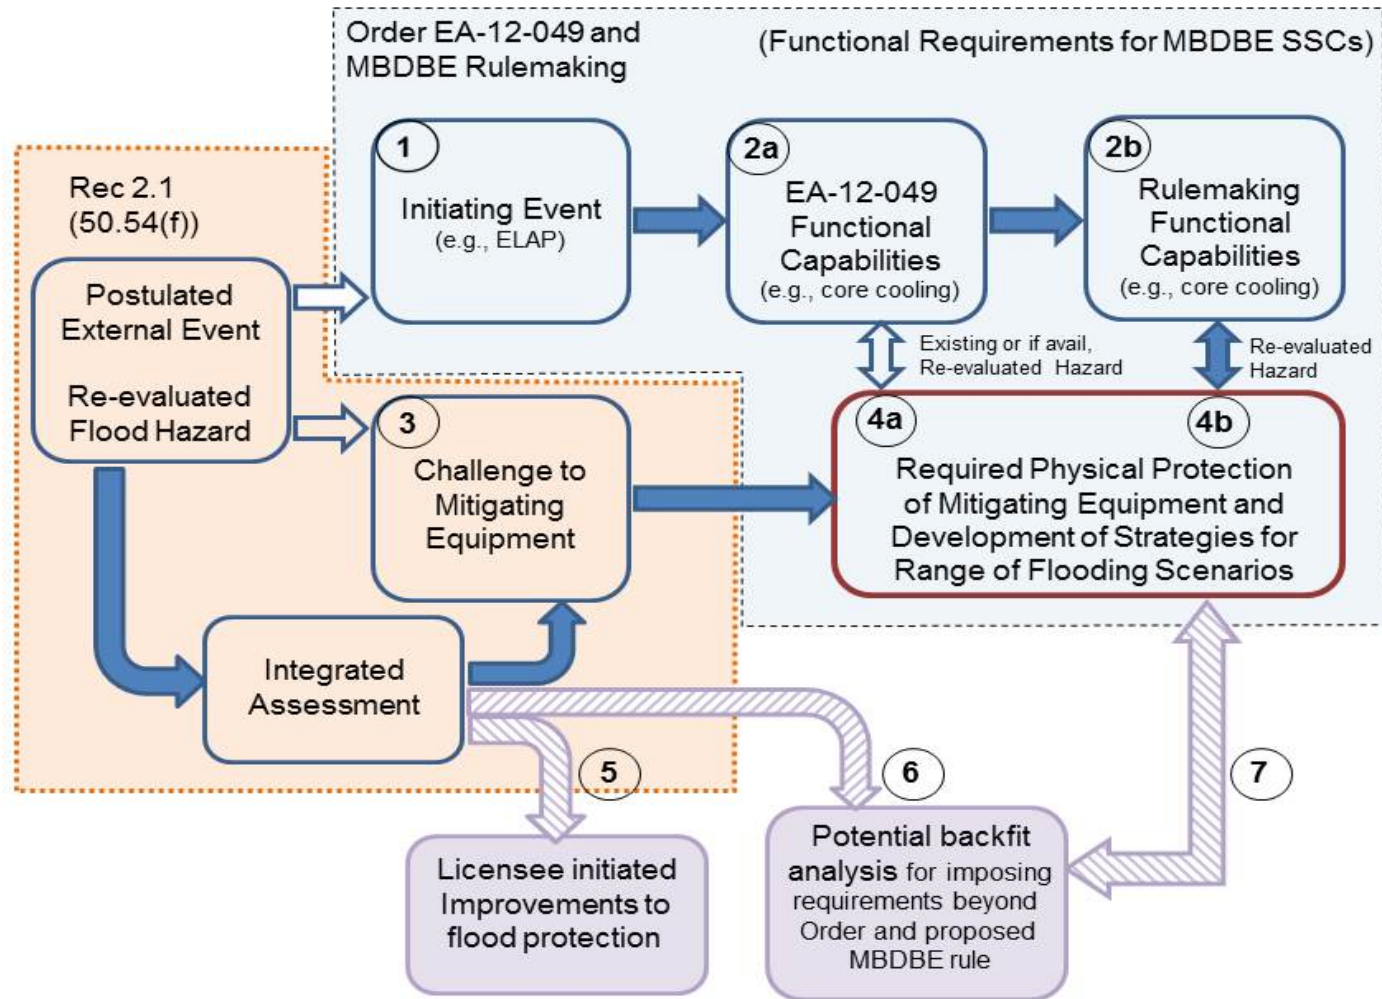 Order EA-12-049 and
MBDBE Rulemaking
(Functional Requirements for MBDBE SSCs)
1
Initiating Event
(e.g., ELAP)
2a
EA-12-049
Functional
Capabilities
(e.g., core cooling)
2b
Rulemaking
Functional
Capabilities
(e.g., core cooling)
Rec 2.1
(50.54(f))
Postulated
External Event
Re-evaluated
Flood Hazard
Existing or if avail,
Re-evaluated Hazard
Re-evaluated
Hazard
3
Challenge to
Mitigating
Equipment
4a
4b
Required Physical Protection
of Mitigating Equipment and
Development of Strategies for
Range of Flooding Scenarios
Integrated
Assessment
5
6
7
Licensee initiated
Improvements to
flood protection
Potential backfit
analysis for imposing
requirements beyond
Order and proposed
MBDBE rule